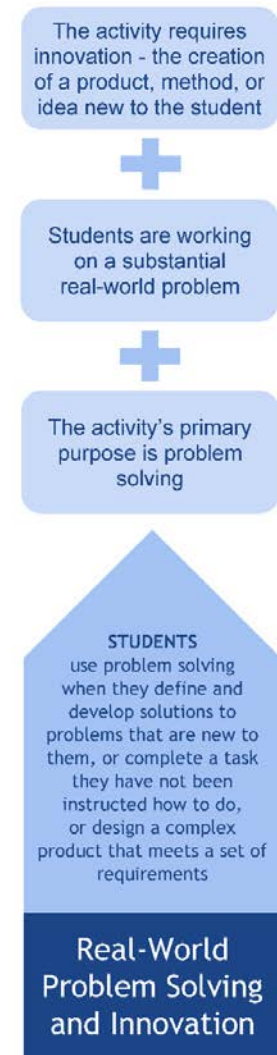 The activity requires
innovation - the creation
of a product, method, or
idea new to the student
+
Students are working
on a substantial
real-world problem
+
The activity’s primary
purpose is problem
solving
STUDENTS
use problem solving
when they define and
develop solutions to
problems that are new to
them, or complete a task
they have not been
instructed how to do,
or design a complex
product that meets a set of
requirements
Real-World
Problem Solving
and Innovation